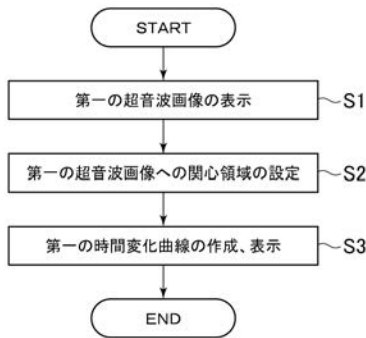 START
第一の超音波画像の表示
S1
第一の超音波画像への関心領域の設定
S2
第一の時間変化曲線の作成、表示
S3
END